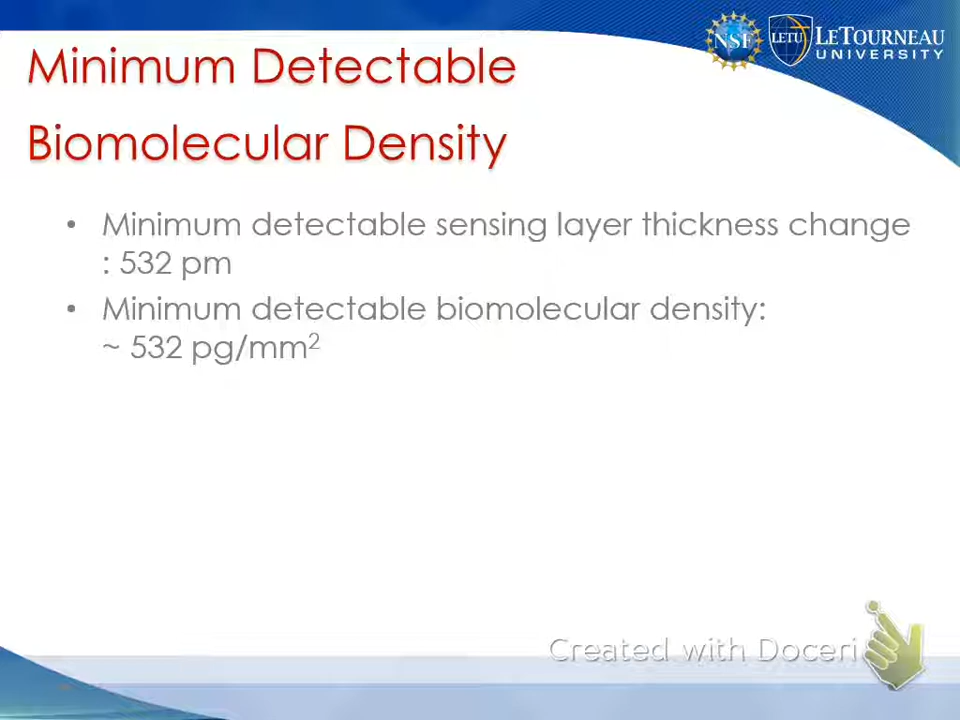 NSF
LETU
LETOURNEAU
UNIVERSITY
Minimum Detectable
Biomolecular Density
• Minimum detectable sensing layer thickness change
: 532 pm
• Minimum detectable biomolecular density:
~ 532 pg/mm²
Created with Doceri